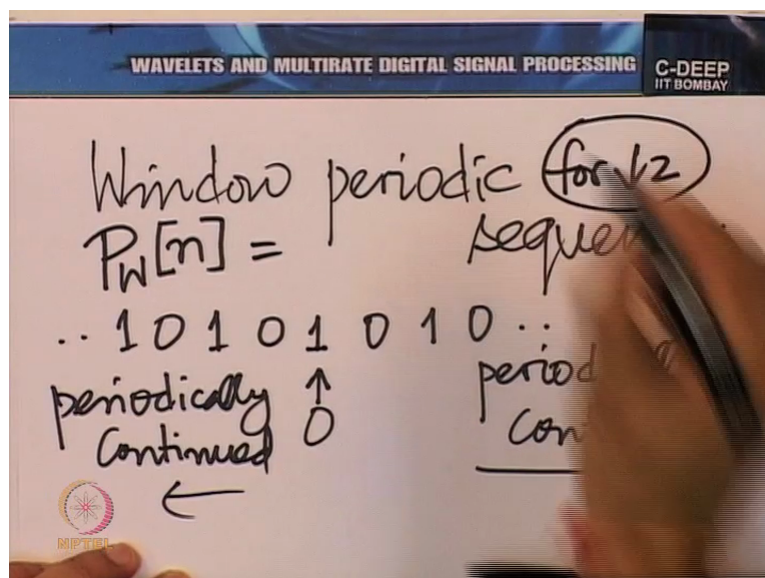 WAVELETS AND MULTIRATE DIGITAL SIGNAL PROCESSING
C-DEEP
IIT BOMBAY
Window periodic for ↓2
P_W[n] =
.. 1 0 1 0 1 0 1 0 ..
periodically ↑
continued 0
←
NPTEL